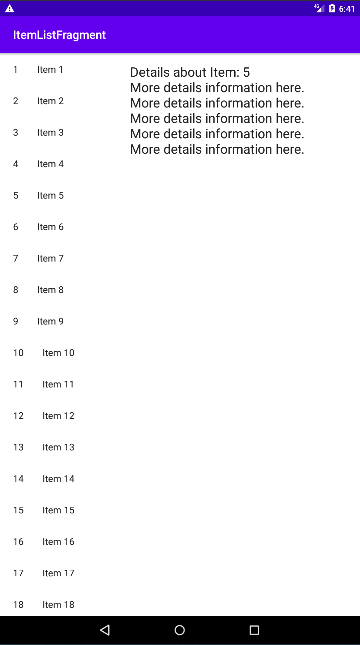 4G 6:41
ItemListFragment
1 Item 1
2 Item 2
3 Item 3
4 Item 4
5 Item 5
6 Item 6
7 Item 7
8 Item 8
9 Item 9
10 Item 10
11 Item 11
12 Item 12
13 Item 13
14 Item 14
15 Item 15
16 Item 16
17 Item 17
18 Item 18
Details about Item: 5
More details information here.
More details information here.
More details information here.
More details information here.
More details information here.